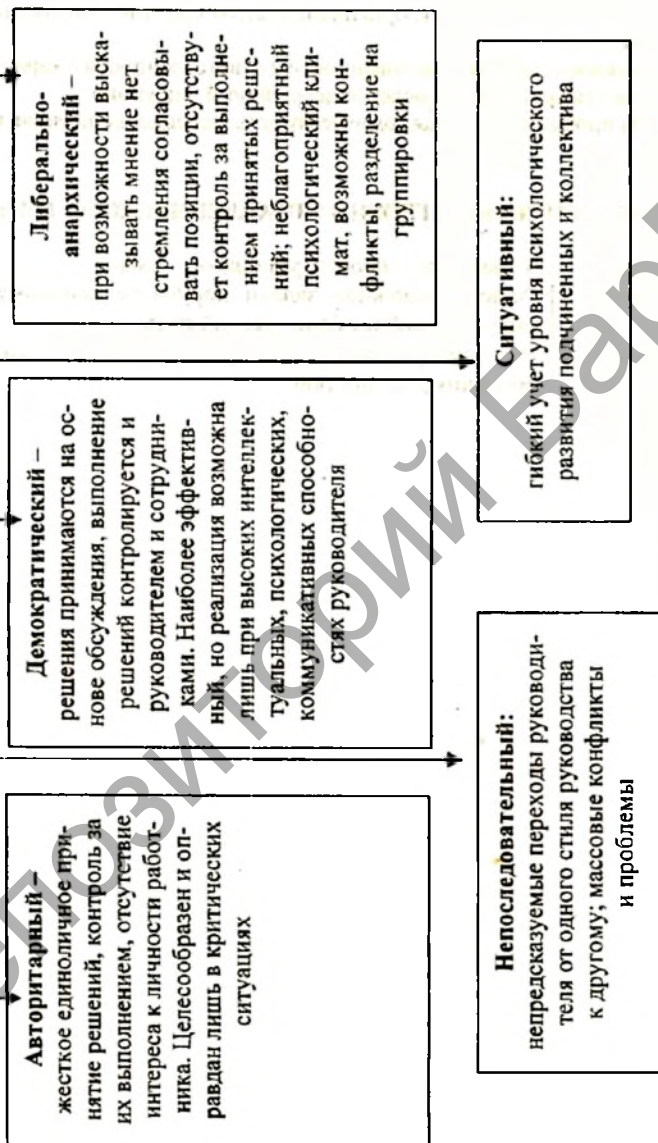 Авторитарный –
жесткое единоличное при-
нятие решений, контроль за
их выполнением, отсутствие
интереса к личности работ-
ника. Целесообразен и оп-
равдан лишь в критических
ситуациях
Демократический –
решения принимаются на ос-
нове обсуждения, выполнение
решений контролируется и
руководителем и сотрудни-
ками. Наиболее эффектив-
ный, но реализация возможна
лишь при высоких интеллек-
туальных, психологических,
коммуникативных способно-
стях руководителя
Либерально-
анархический –
при возможности выска-
зывать мнение нет
стремления согласовы-
вать позиции, отсутству-
ет контроль за выполне-
нием принятых реше-
ний; неблагоприятный
психологический кли-
мат, возможны кон-
фликты, разделение на
группировки
Непоследовательный:
непредсказуемые переходы руководи-
теля от одного стиля руководства
к другому; массовые конфликты
и проблемы
Ситуативный:
гибкий учет уровня психологического
развития подчиненных и коллектива